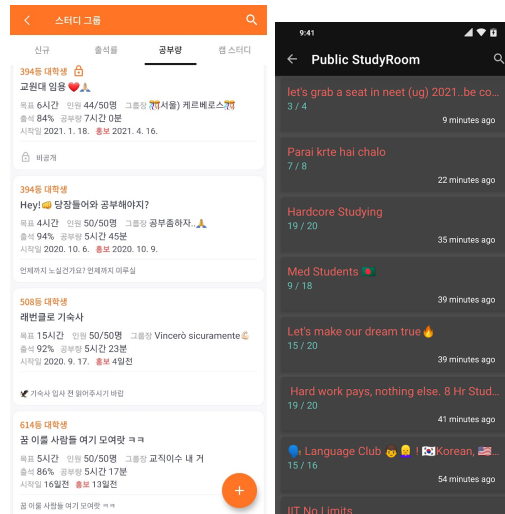 스터디 그룹
신규 출석률 공부량 캠 스터디
394등 대학생
교원대 임용 ❤️🙏🏻
목표 6시간 인원 44/50명 그룹장 🎊서울) 케르베로스🎊
출석 84% 공부량 7시간 0분
시작일 2021. 1. 18. 홍보 2021. 4. 16.
비공개
394등 대학생
Hey!🤜 당장들어와 공부해야지?
목표 4시간 인원 50/50명 그룹장 공부좀하자..🙏
출석 94% 공부량 5시간 45분
시작일 2020. 10. 6. 홍보 2020. 10. 9.
언제까지 노실건가요? 언제까지 미루실
508등 대학생
래번클로 기숙사
목표 15시간 인원 50/50명 그룹장 Vincerò sicuramente💪🏻
출석 92% 공부량 5시간 23분
시작일 2020. 9. 17. 홍보 4일전
🦅 기숙사 입사 전 읽어주시기 바랍
614등 대학생
꿈 이룰 사람들 여기 모여랏 ㅋㅋ
목표 5시간 인원 50/50명 그룹장 교직이수 내 거
출석 86% 공부량 5시간 17분
시작일 16일전 홍보 13일전
꿈 이룰 사람들 여기 모여랏 ㅋㅋ
9:41
Public StudyRoom
let's grab a seat in neet (ug) 2021..be co...
3 / 4
9 minutes ago
Parai krte hai chalo
7 / 8
22 minutes ago
Hardcore Studying
19 / 20
35 minutes ago
Med Students 🇧🇩
9 / 18
39 minutes ago
Let's make our dream true🔥
15 / 20
39 minutes ago
Hard work pays, nothing else. 8 Hr Stud...
19 / 20
41 minutes ago
🗣️ Language Club 👦👱‍♀️ ! 🇰🇷Korean, 🇺🇸...
15 / 16
54 minutes ago
IIT No Limits